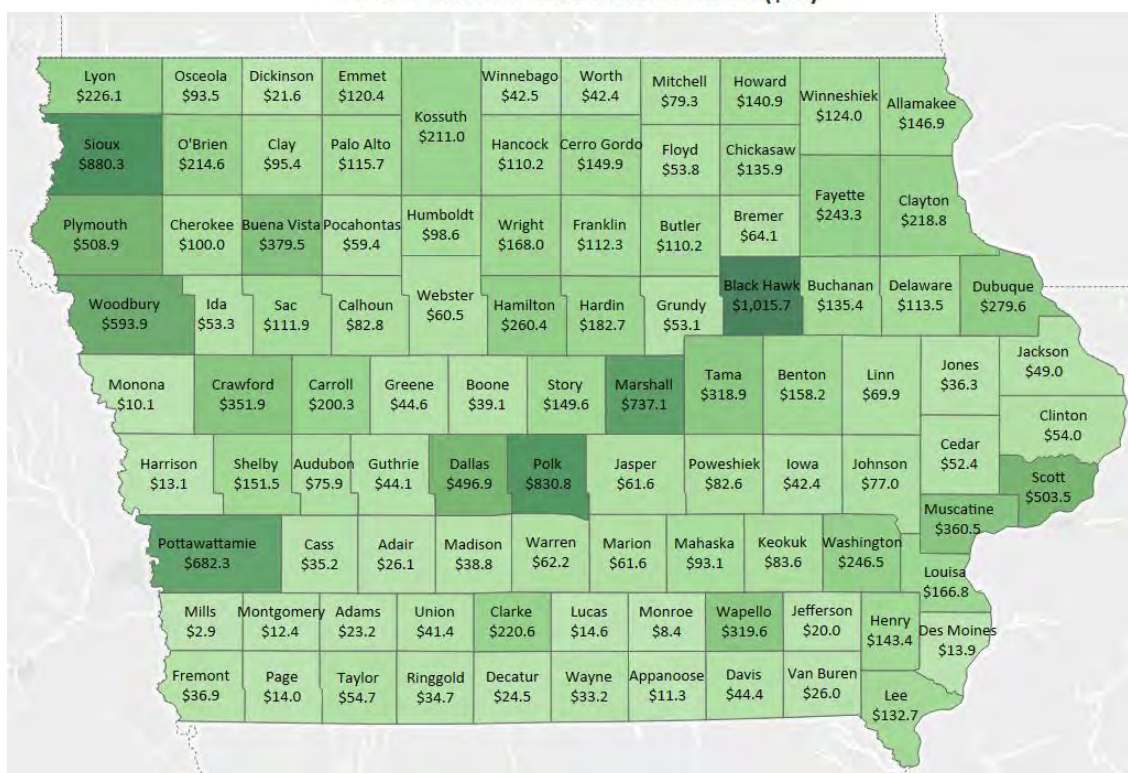 Lyon
$226.1
Osceola
$93.5
Dickinson
$21.6
Emmet
$120.4
Kossuth
$211.0
Winnebago
$42.5
Worth
$42.4
Mitchell
$79.3
Howard
$140.9
Winneshiek
$124.0
Allamakee
$146.9
Sioux
$880.3
O'Brien
$214.6
Clay
$95.4
Palo Alto
$115.7
Hancock
$110.2
Cerro Gordo
$149.9
Floyd
$53.8
Chickasaw
$135.9
Plymouth
$508.9
Cherokee
$100.0
Buena Vista
$379.5
Pocahontas
$59.4
Humboldt
$98.6
Wright
$168.0
Franklin
$112.3
Butler
$110.2
Bremer
$64.1
Fayette
$243.3
Clayton
$218.8
Woodbury
$593.9
Ida
$53.3
Sac
$111.9
Calhoun
$82.8
Webster
$60.5
Hamilton
$260.4
Hardin
$182.7
Grundy
$53.1
Black Hawk
$1,015.7
Buchanan
$135.4
Delaware
$113.5
Dubuque
$279.6
Monona
$10.1
Crawford
$351.9
Carroll
$200.3
Greene
$44.6
Boone
$39.1
Story
$149.6
Marshall
$737.1
Tama
$318.9
Benton
$158.2
Linn
$69.9
Jones
$36.3
Jackson
$49.0
Clinton
$54.0
Harrison
$13.1
Shelby
$151.5
Audubon
$75.9
Guthrie
$44.1
Dallas
$496.9
Polk
$830.8
Jasper
$61.6
Poweshiek
$82.6
Iowa
$42.4
Johnson
$77.0
Cedar
$52.4
Scott
$503.5
Muscatine
$360.5
Pottawattamie
$682.3
Cass
$35.2
Adair
$26.1
Madison
$38.8
Warren
$62.2
Marion
$61.6
Mahaska
$93.1
Keokuk
$83.6
Washington
$246.5
Louisa
$166.8
Mills
$2.9
Montgomery
$12.4
Adams
$23.2
Union
$41.4
Clarke
$220.6
Lucas
$14.6
Monroe
$8.4
Wapello
$319.6
Jefferson
$20.0
Henry
$143.4
Des Moines
$13.9
Fremont
$36.9
Page
$14.0
Taylor
$54.7
Ringgold
$34.7
Decatur
$24.5
Wayne
$33.2
Appanoose
$11.3
Davis
$44.4
Van Buren
$26.0
Lee
$132.7